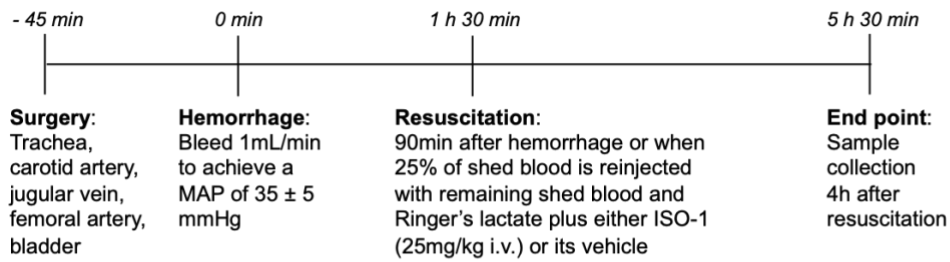 - 45 min
0 min
1 h 30 min
5 h 30 min
Surgery:
Trachea,
carotid artery,
jugular vein,
femoral artery,
bladder
Hemorrhage:
Bleed 1mL/min
to achieve a
MAP of 35 ± 5
mmHg
Resuscitation:
90min after hemorrhage or when
25% of shed blood is reinjected
with remaining shed blood and
Ringer's lactate plus either ISO-1
(25mg/kg i.v.) or its vehicle
End point:
Sample
collection
4h after
resuscitation